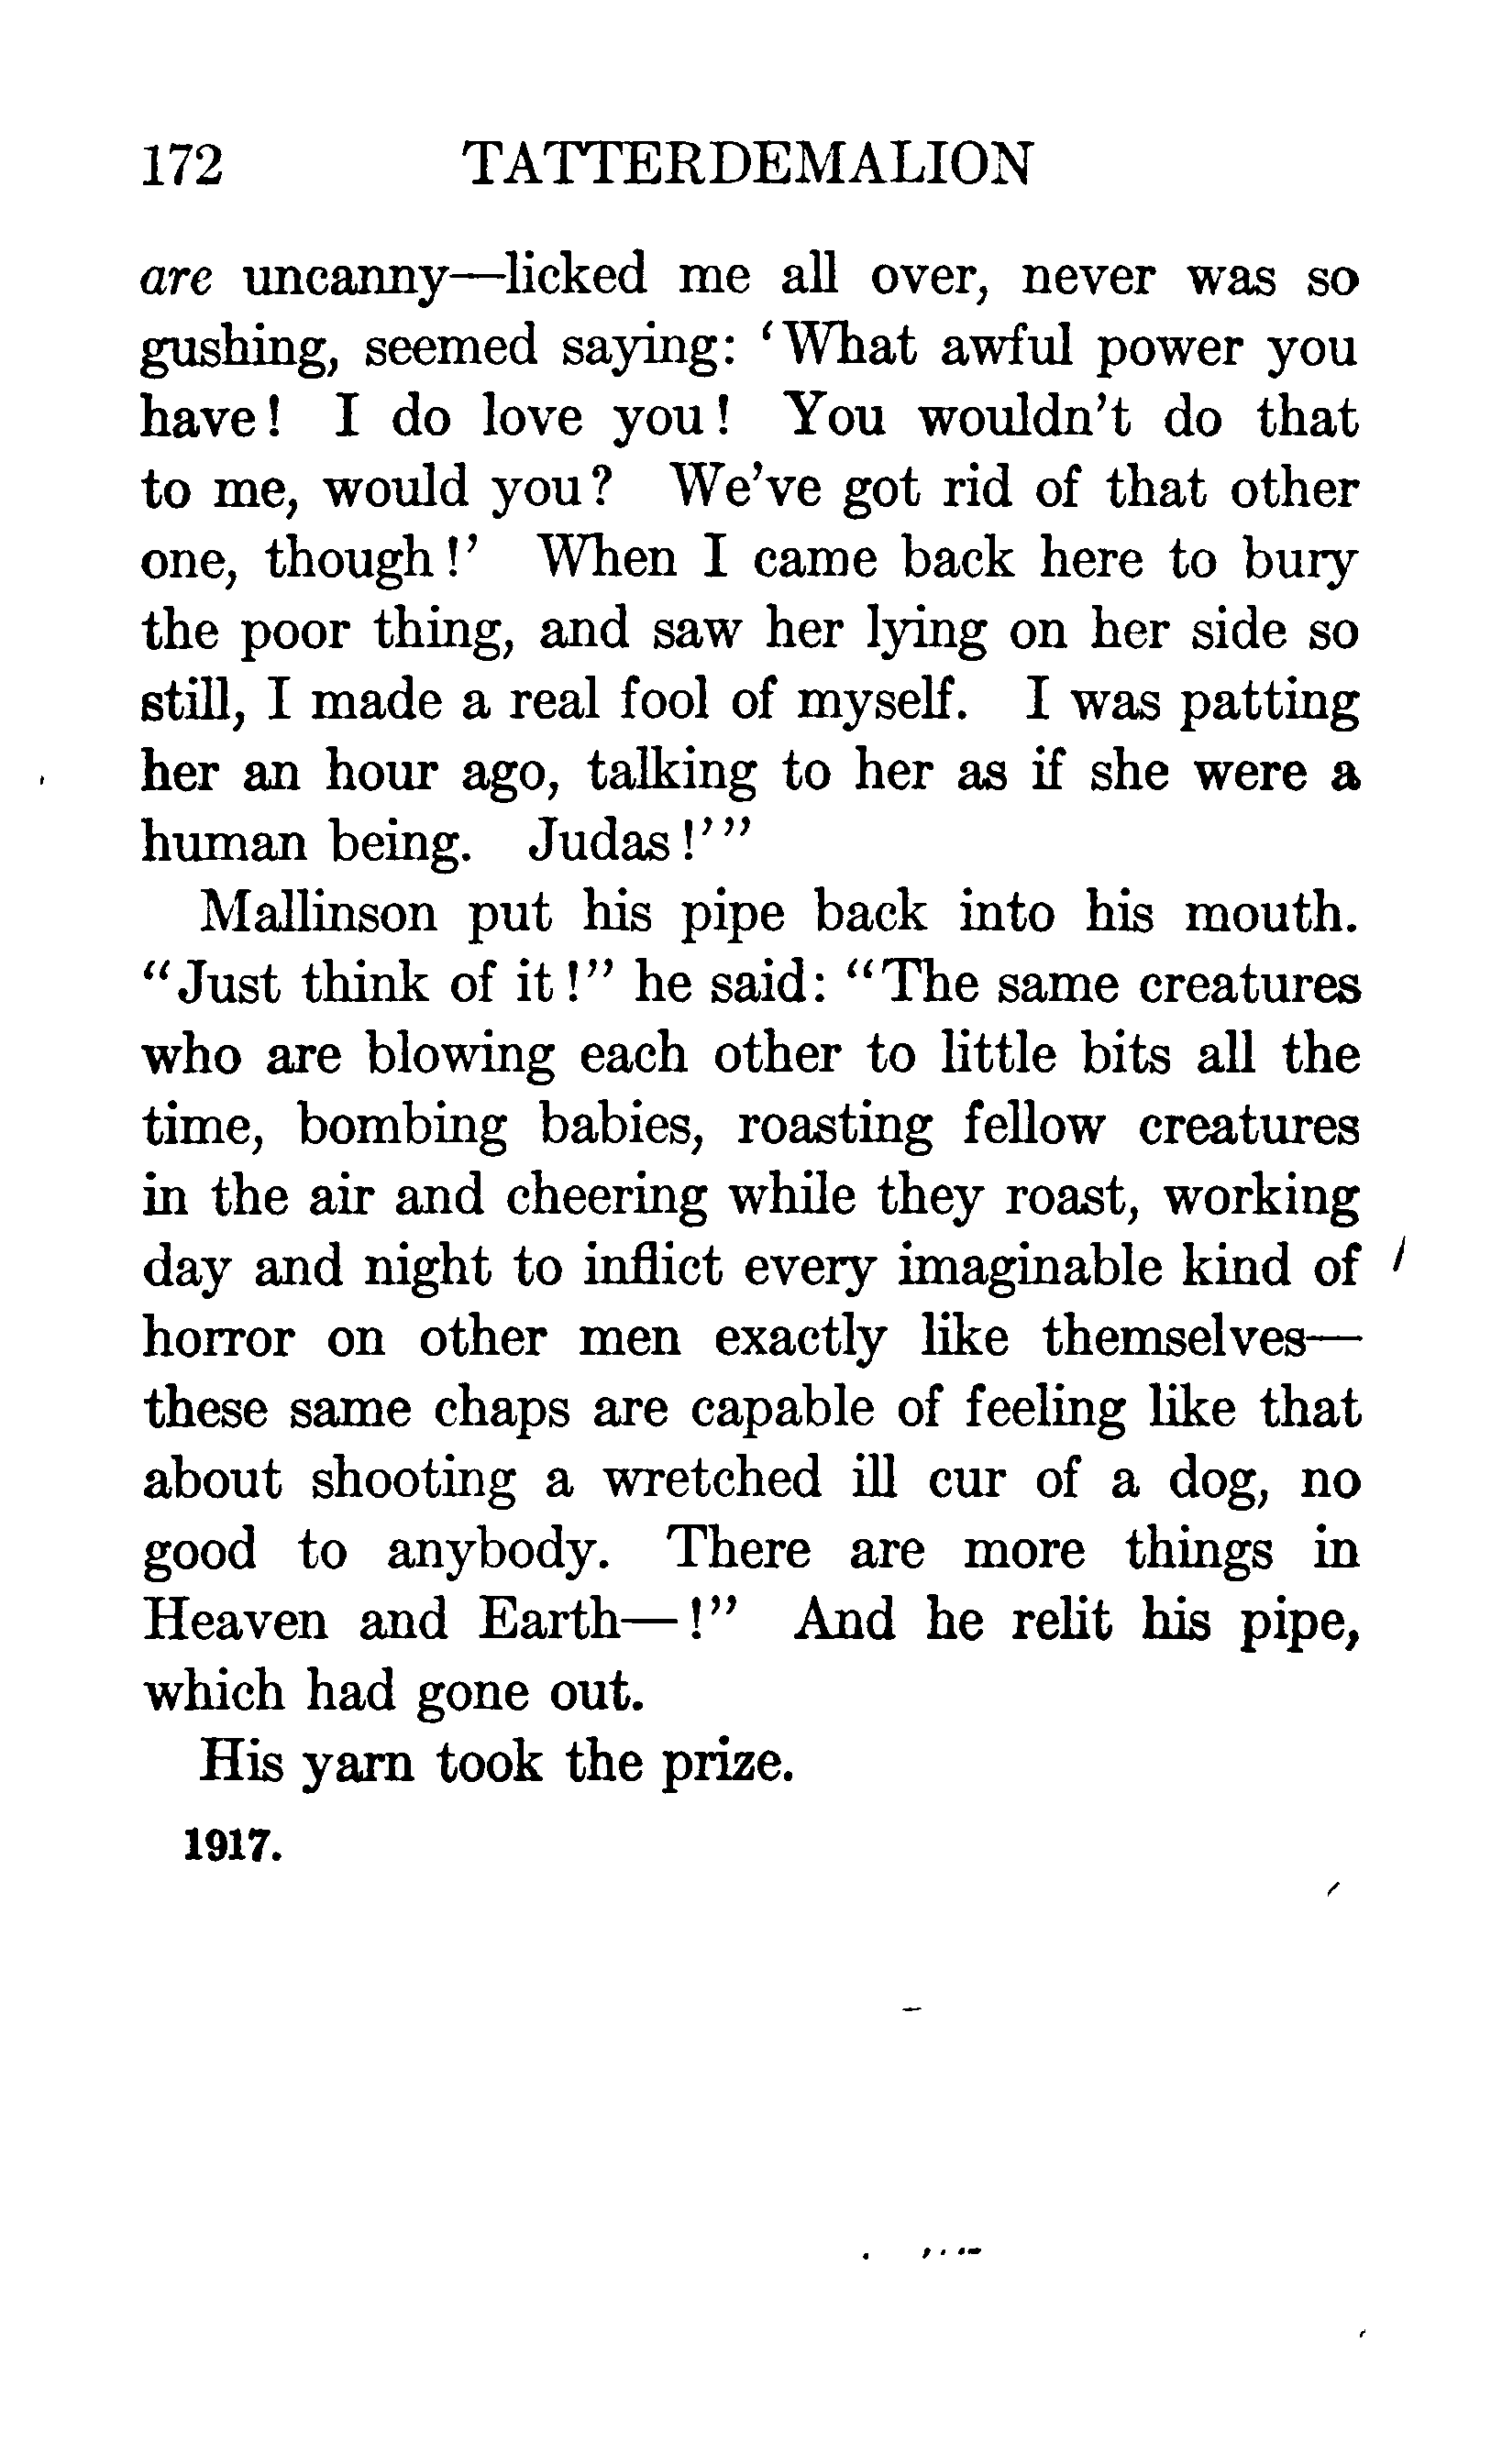 172 TATTERDEMALION
are uncanny—licked me all over, never was so
gushing, seemed saying: ‘What awful power you
have! I do love you! You wouldn’t do that
to me, would you? We’ve got rid of that other
one, though!’ When I came back here to bury
the poor thing, and saw her lying on her side so
still, I made a real fool of myself. I was patting
her an hour ago, talking to her as if she were a
human being. Judas!’”
Mallinson put his pipe back into his mouth.
“Just think of it!” he said: “The same creatures
who are blowing each other to little bits all the
time, bombing babies, roasting fellow creatures
in the air and cheering while they roast, working
day and night to inflict every imaginable kind of
horror on other men exactly like themselves—
these same chaps are capable of feeling like that
about shooting a wretched ill cur of a dog, no
good to anybody. There are more things in
Heaven and Earth—!” And he relit his pipe,
which had gone out.
His yarn took the prize.
1917.